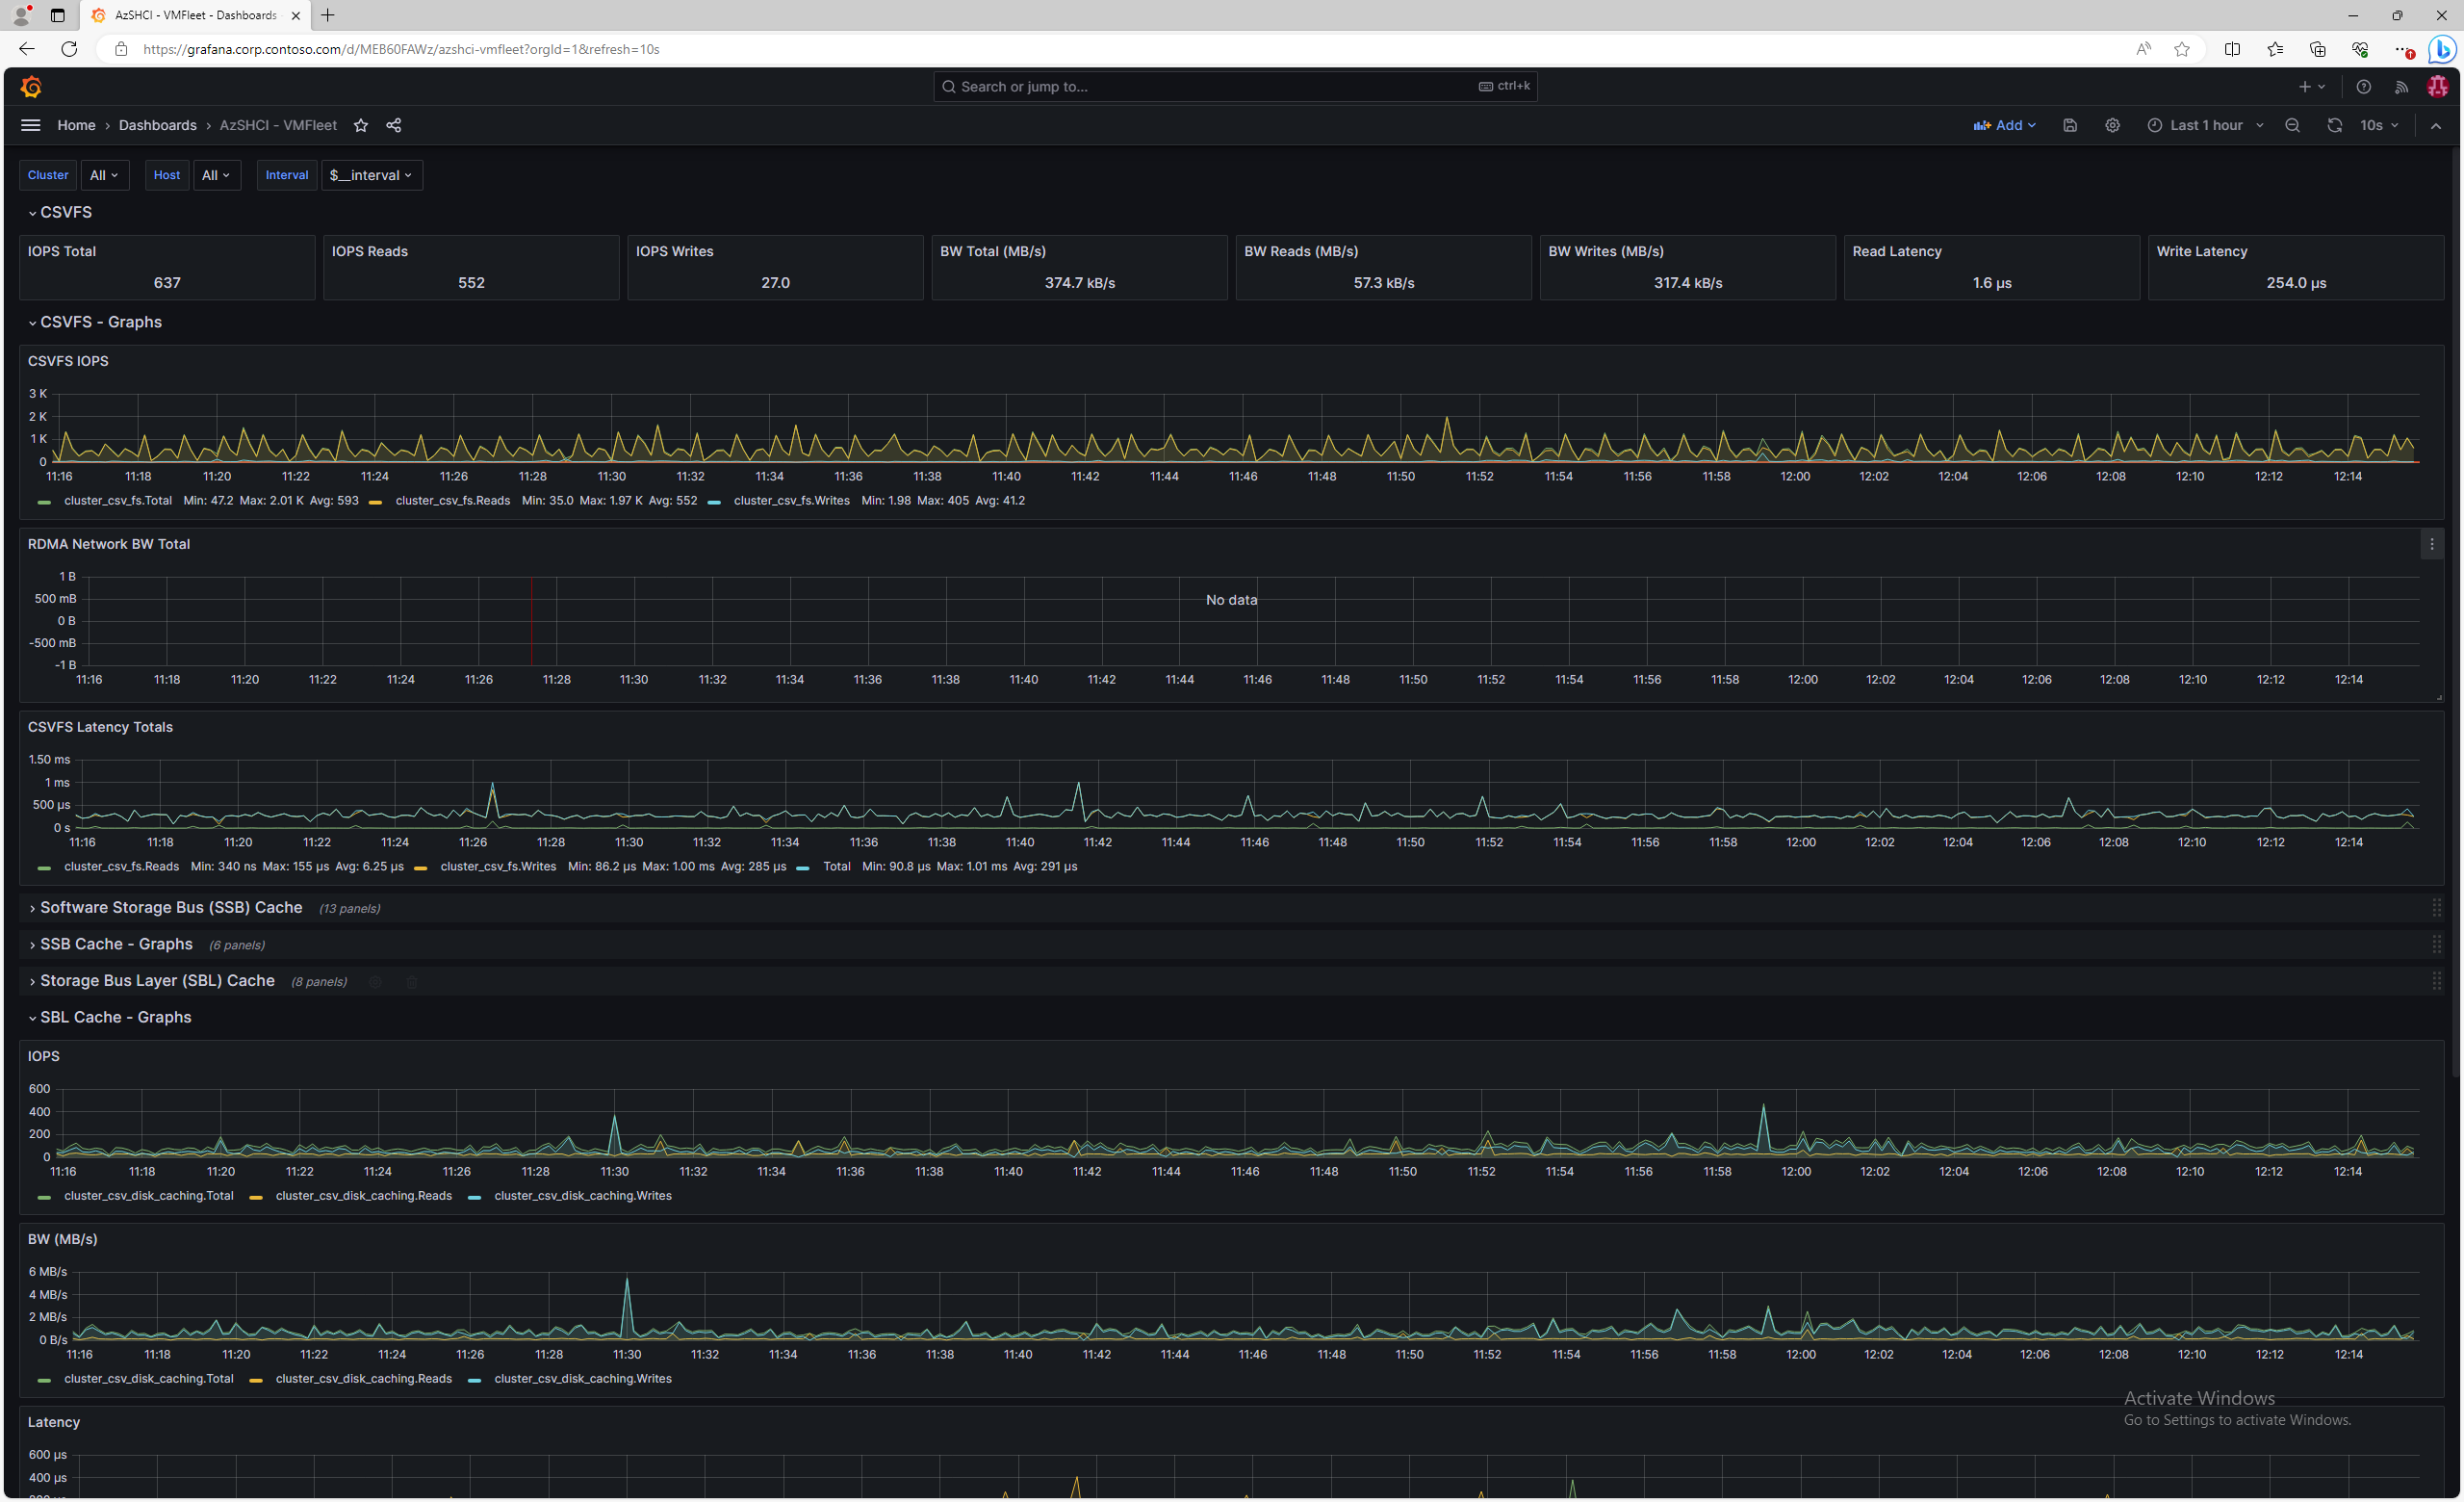 AzSHCI - VMFleet - Dashboards
https://grafana.corp.contoso.com/d/MEB60FAWz/azshci-vmfleet?orgId=1&refresh=10s
Search or jump to... ctrl+k
Home › Dashboards › AzSHCI - VMFleet Add Last 1 hour 10s
Cluster All Host All Interval $__interval
CSVFS
IOPS Total IOPS Reads IOPS Writes BW Total (MB/s) BW Reads (MB/s) BW Writes (MB/s) Read Latency Write Latency
637 552 27.0 374.7 kB/s 57.3 kB/s 317.4 kB/s 1.6 µs 254.0 µs
CSVFS - Graphs
CSVFS IOPS
3 K
2 K
1 K
0
11:16 11:18 11:20 11:22 11:24 11:26 11:28 11:30 11:32 11:34 11:36 11:38 11:40 11:42 11:44 11:46 11:48 11:50 11:52 11:54 11:56 11:58 12:00 12:02 12:04 12:06 12:08 12:10 12:12 12:14
cluster_csv_fs.Total Min: 47.2 Max: 2.01 K Avg: 593 cluster_csv_fs.Reads Min: 35.0 Max: 1.97 K Avg: 552 cluster_csv_fs.Writes Min: 1.98 Max: 405 Avg: 41.2
RDMA Network BW Total
1 B
500 mB
0 B
-500 mB
-1 B
No data
11:16 11:18 11:20 11:22 11:24 11:26 11:28 11:30 11:32 11:34 11:36 11:38 11:40 11:42 11:44 11:46 11:48 11:50 11:52 11:54 11:56 11:58 12:00 12:02 12:04 12:06 12:08 12:10 12:12 12:14
CSVFS Latency Totals
1.50 ms
1 ms
500 µs
0 s
11:16 11:18 11:20 11:22 11:24 11:26 11:28 11:30 11:32 11:34 11:36 11:38 11:40 11:42 11:44 11:46 11:48 11:50 11:52 11:54 11:56 11:58 12:00 12:02 12:04 12:06 12:08 12:10 12:12 12:14
cluster_csv_fs.Reads Min: 340 ns Max: 155 µs Avg: 6.25 µs cluster_csv_fs.Writes Min: 86.2 µs Max: 1.00 ms Avg: 285 µs Total Min: 90.8 µs Max: 1.01 ms Avg: 291 µs
Software Storage Bus (SSB) Cache (13 panels)
SSB Cache - Graphs (6 panels)
Storage Bus Layer (SBL) Cache (8 panels)
SBL Cache - Graphs
IOPS
600
400
200
0
11:16 11:18 11:20 11:22 11:24 11:26 11:28 11:30 11:32 11:34 11:36 11:38 11:40 11:42 11:44 11:46 11:48 11:50 11:52 11:54 11:56 11:58 12:00 12:02 12:04 12:06 12:08 12:10 12:12 12:14
cluster_csv_disk_caching.Total cluster_csv_disk_caching.Reads cluster_csv_disk_caching.Writes
BW (MB/s)
6 MB/s
4 MB/s
2 MB/s
0 B/s
11:16 11:18 11:20 11:22 11:24 11:26 11:28 11:30 11:32 11:34 11:36 11:38 11:40 11:42 11:44 11:46 11:48 11:50 11:52 11:54 11:56 11:58 12:00 12:02 12:04 12:06 12:08 12:10 12:12 12:14
cluster_csv_disk_caching.Total cluster_csv_disk_caching.Reads cluster_csv_disk_caching.Writes
Activate Windows
Go to Settings to activate Windows.
Latency
600 µs
400 µs